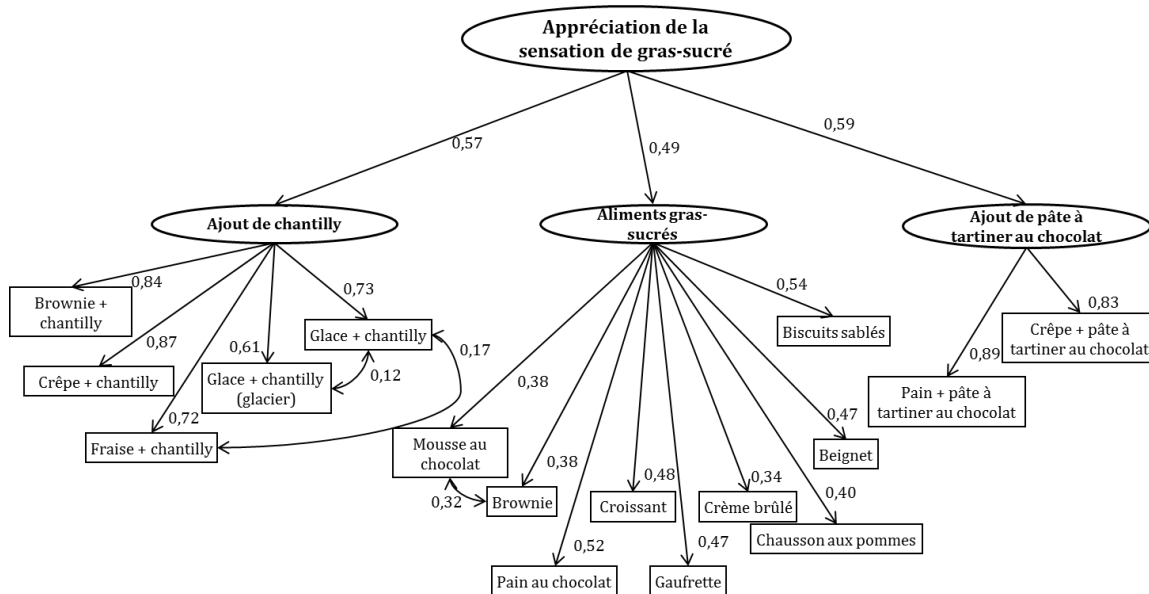 Appréciation de la
sensation de gras-sucré
0,57
0,49
0,59
Ajout de chantilly
Aliments gras-
sucrés
Ajout de pâte à
tartiner au chocolat
0,84
Brownie +
chantilly
0,87
Crêpe + chantilly
0,72
Fraise + chantilly
0,61
Glace + chantilly
(glacier)
0,73
Glace + chantilly
0,12
0,17
0,38
Mousse au
chocolat
0,32
0,38
Brownie
0,52
Pain au chocolat
0,48
Croissant
0,47
Gaufrette
0,34
Crème brûlé
0,40
Chausson aux pommes
0,47
Beignet
0,54
Biscuits sablés
0,89
Pain + pâte à
tartiner au chocolat
0,83
Crêpe + pâte à
tartiner au chocolat